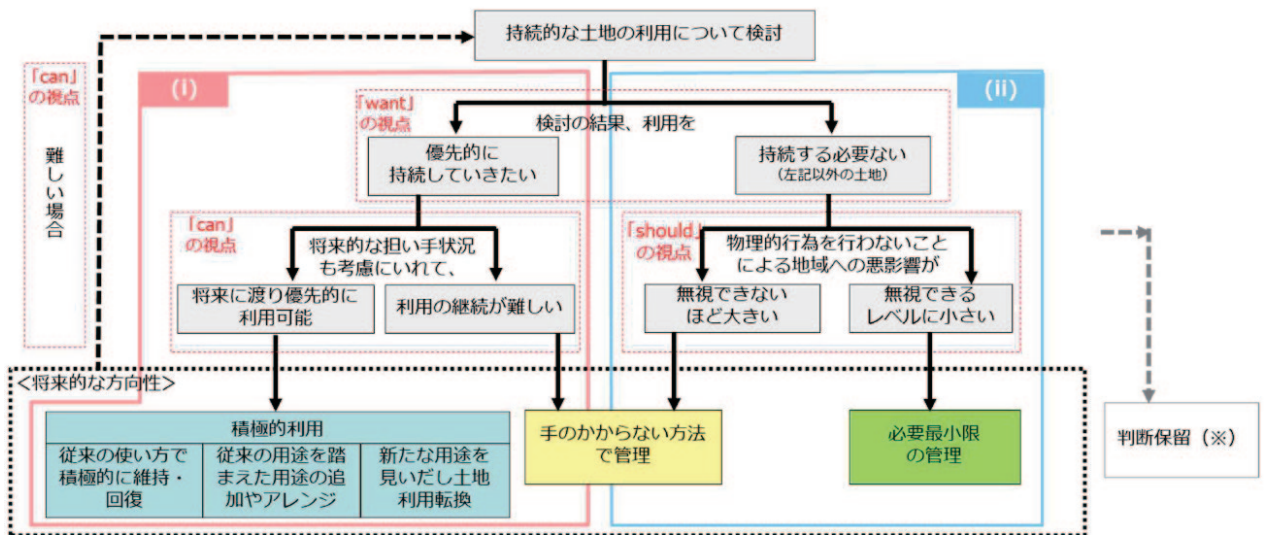 持続的な土地の利用について検討
「can」
の視点
難しい場合
(i)
(ii)
「want」
の視点
検討の結果、利用を
優先的に
持続していきたい
持続する必要ない
(左記以外の土地)
「can」
の視点
将来的な担い手状況
も考慮にいれて、
「should」
の視点
物理的行為を行わないこと
による地域への悪影響が
将来に渡り優先的に
利用可能
利用の継続が難しい
無視できない
ほど大きい
無視できる
レベルに小さい
<将来的な方向性>
積極的利用
従来の使い方で
積極的に維持・
回復
従来の用途を踏
まえた用途の追
加やアレンジ
新たな用途を
見いだし土地
利用転換
手のかからない方法
で管理
必要最小限
の管理
判断保留（※）